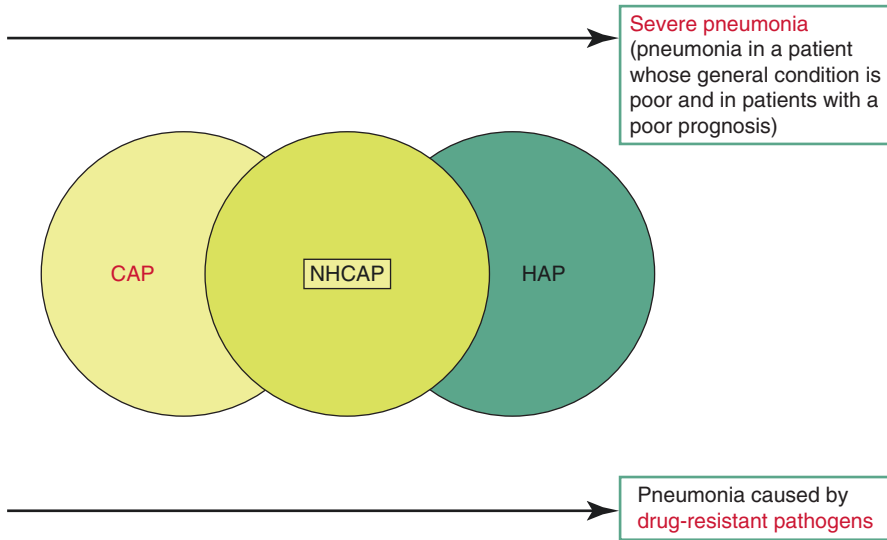 Severe pneumonia
(pneumonia in a patient
whose general condition is
poor and in patients with a
poor prognosis)
CAP
NHCAP
HAP
Pneumonia caused by
drug-resistant pathogens